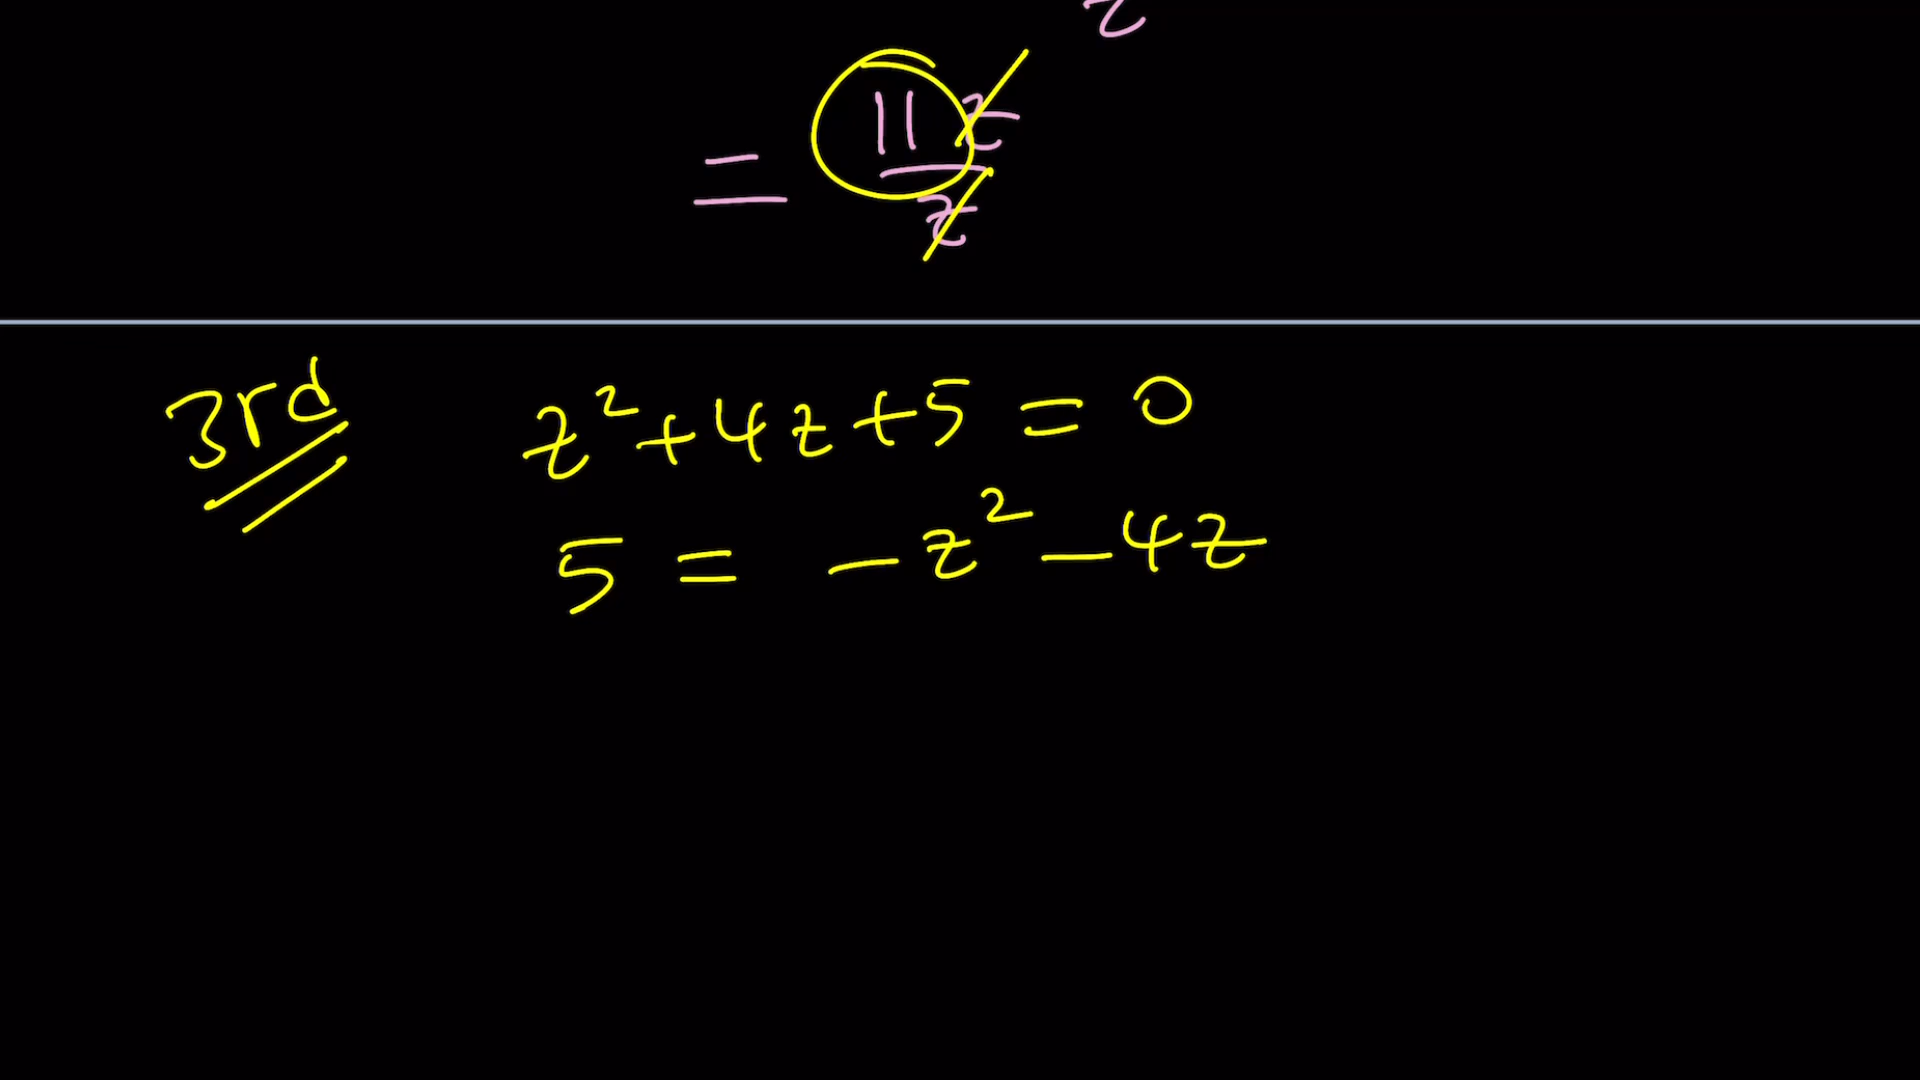 z
= 11z / z
3rd
z² + 4z + 5 = 0
5 = -z² - 4z